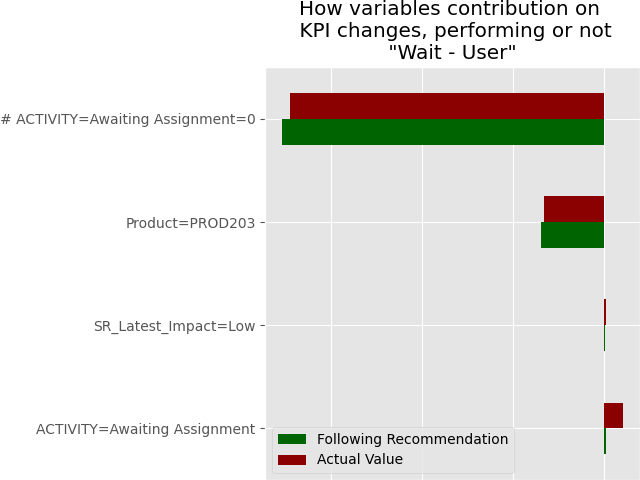 How variables contribution on
KPI changes, performing or not
"Wait - User"
# ACTIVITY=Awaiting Assignment=0
Product=PROD203
SR_Latest_Impact=Low
ACTIVITY=Awaiting Assignment
Following Recommendation
Actual Value